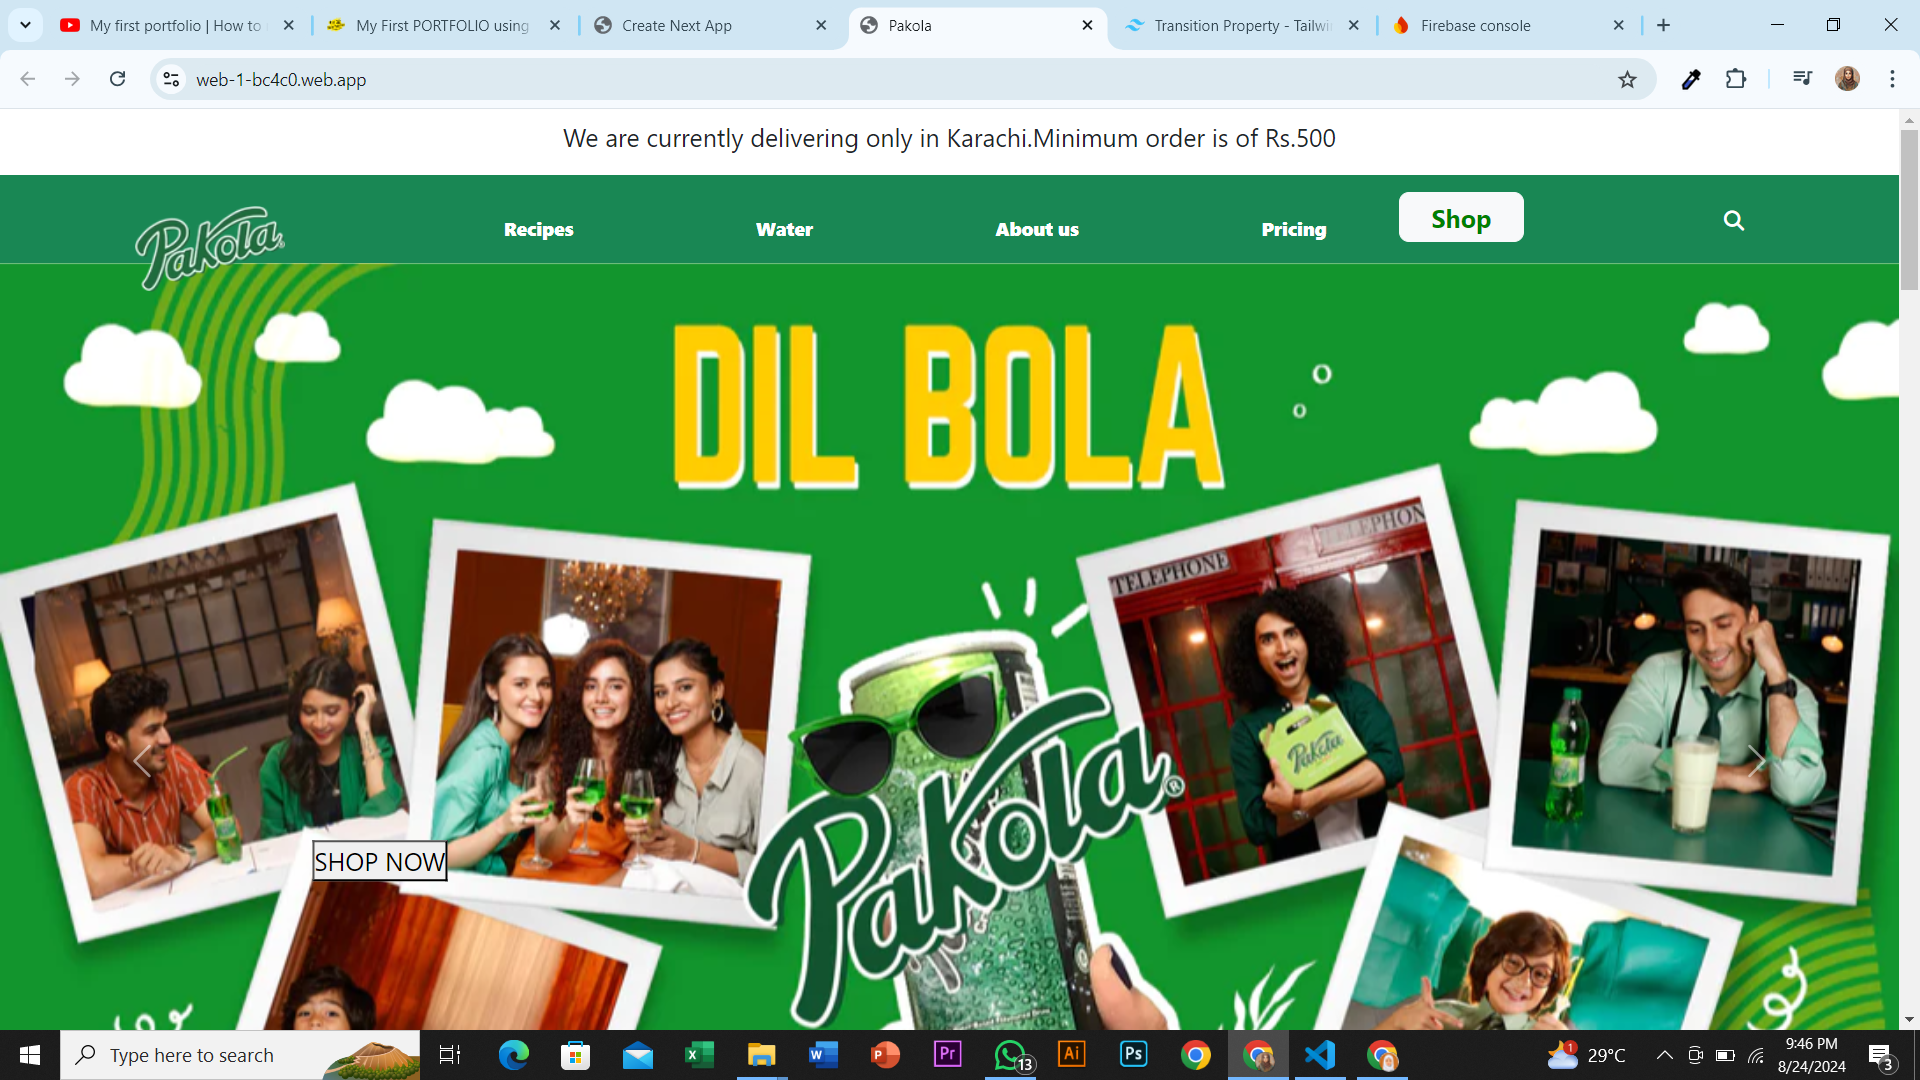 My first portfolio | How to
My First PORTFOLIO using
Create Next App
Pakola
Transition Property - Tailwi
Firebase console
web-1-bc4c0.web.app
We are currently delivering only in Karachi.Minimum order is of Rs.500
Pakola
Recipes
Water
About us
Pricing
Shop
DIL BOLA
TELEPHONE
TELEPHON
Pakola
Pakola®
SHOP NOW
Type here to search
13
1
29°C
9:46 PM
8/24/2024
3